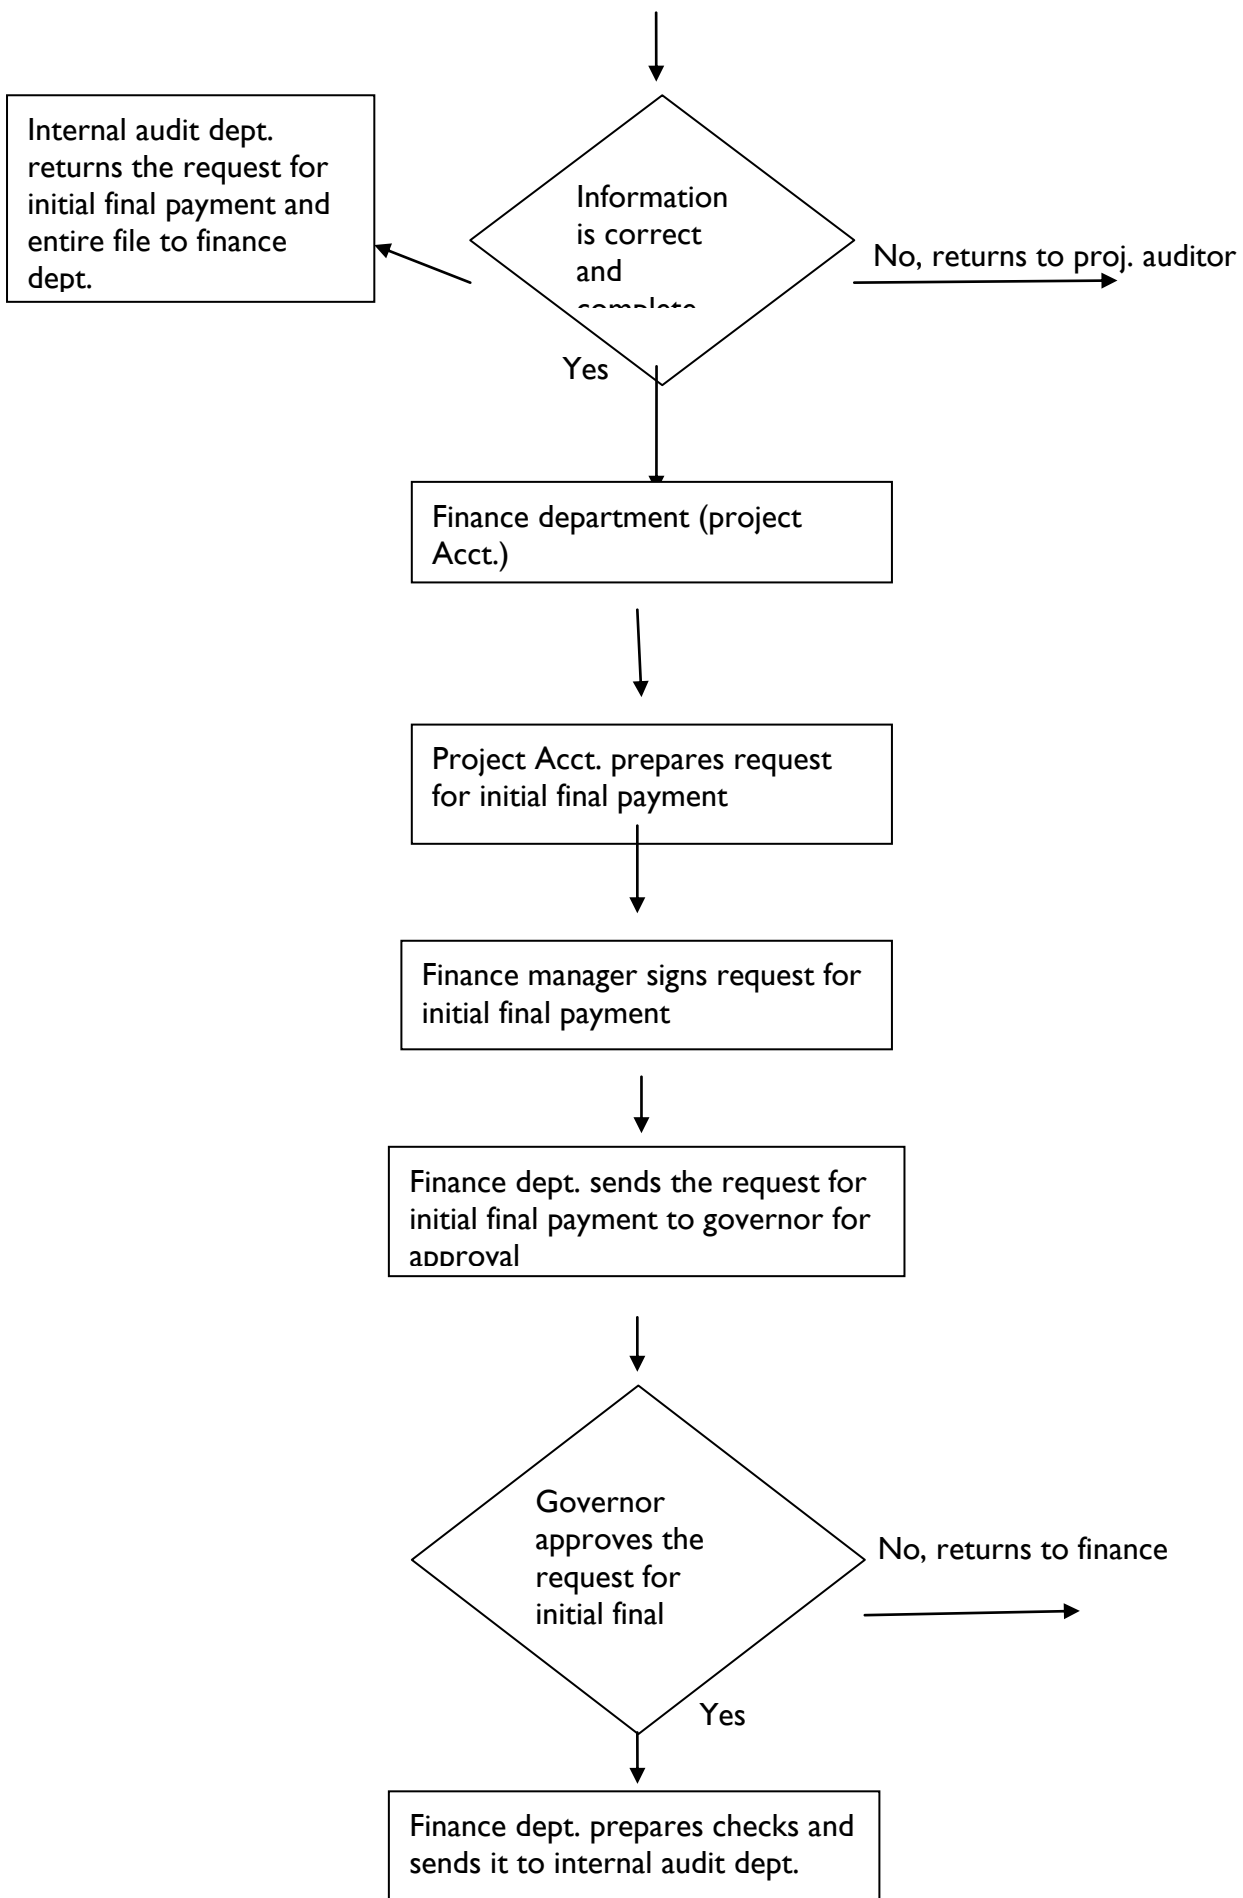 Internal audit dept.
returns the request for
initial final payment and
entire file to finance
dept.
Information
is correct
and
complete
No, returns to proj. auditor
Yes
Finance department (project
Acct.)
Project Acct. prepares request
for initial final payment
Finance manager signs request for
initial final payment
Finance dept. sends the request for
initial final payment to governor for
approval
Governor
approves the
request for
initial final
No, returns to finance
Yes
Finance dept. prepares checks and
sends it to internal audit dept.